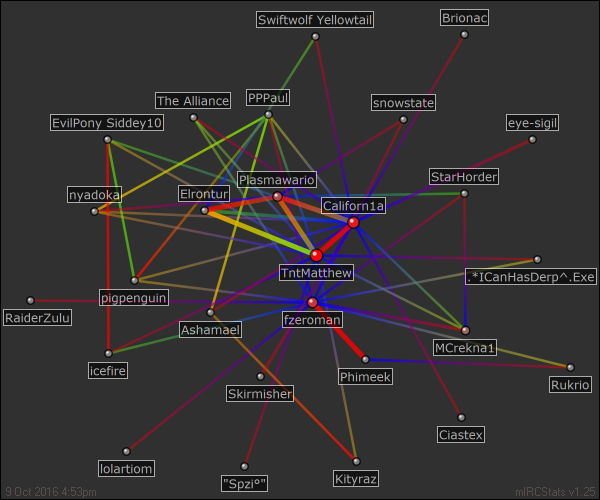 Swiftwolf Yellowtail
Brionac
The Alliance
PPPaul
snowstate
EvilPony Siddey10
eye-sigil
Plasmawario
StarHorder
nyadoka
Elrontur
Californ1a
TntMatthew
.*ICanHasDerp^.Exe
pigpenguin
RaiderZulu
Ashamael
fzeroman
MCrekna1
icefire
Phimeek
Rukrio
Skirmisher
Ciastex
lolartiom
"Spzi°"
Kityraz
9 Oct 2016 4:53pm
mIRCStats v1.25